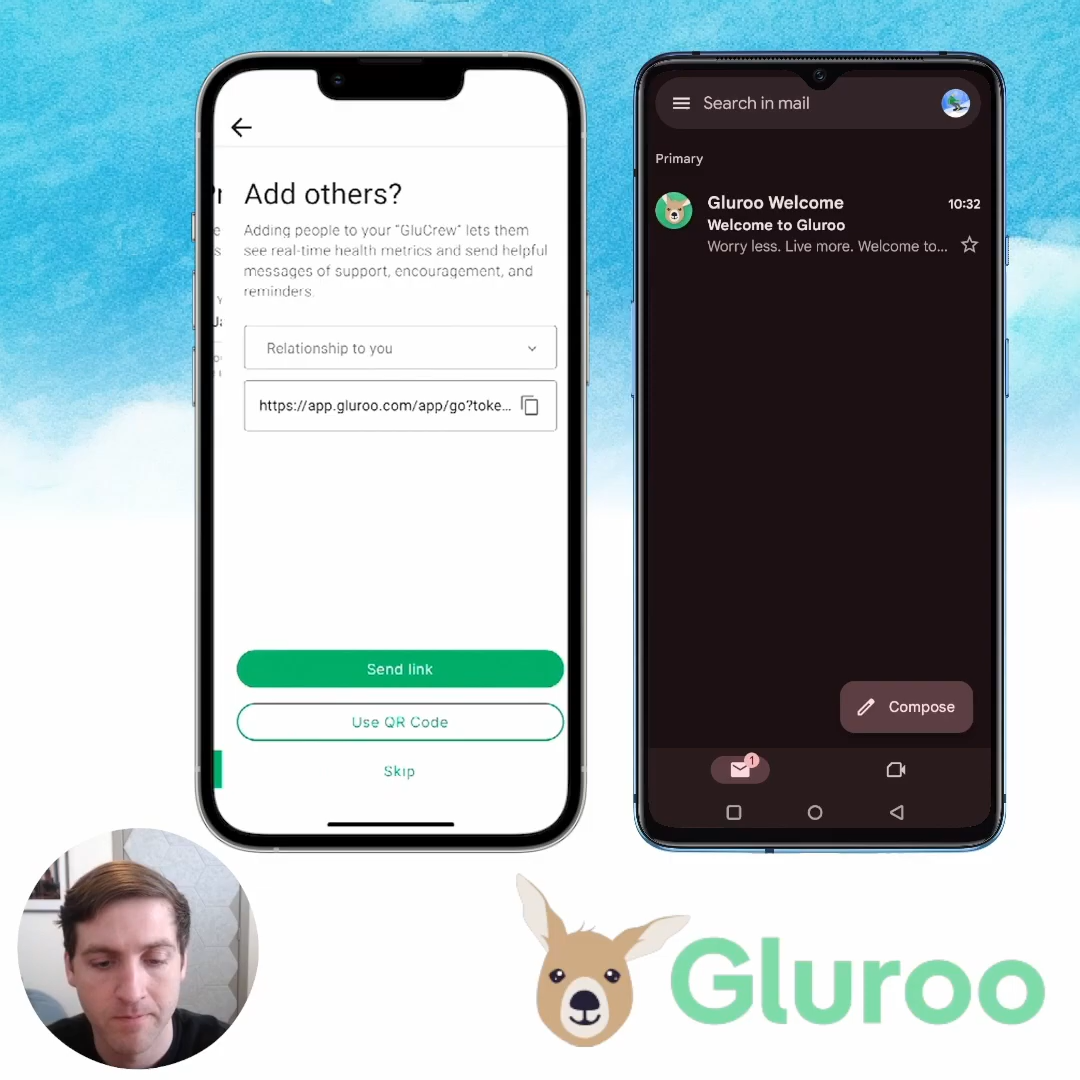 Add others?
Adding people to your "GluCrew" lets them
see real-time health metrics and send helpful
messages of support, encouragement, and
reminders.
Relationship to you
https://app.gluroo.com/app/go?toke...
Send link
Use QR Code
Skip
Search in mail
Primary
Gluroo Welcome
10:32
Welcome to Gluroo
Worry less. Live more. Welcome to...
Compose
1
Gluroo